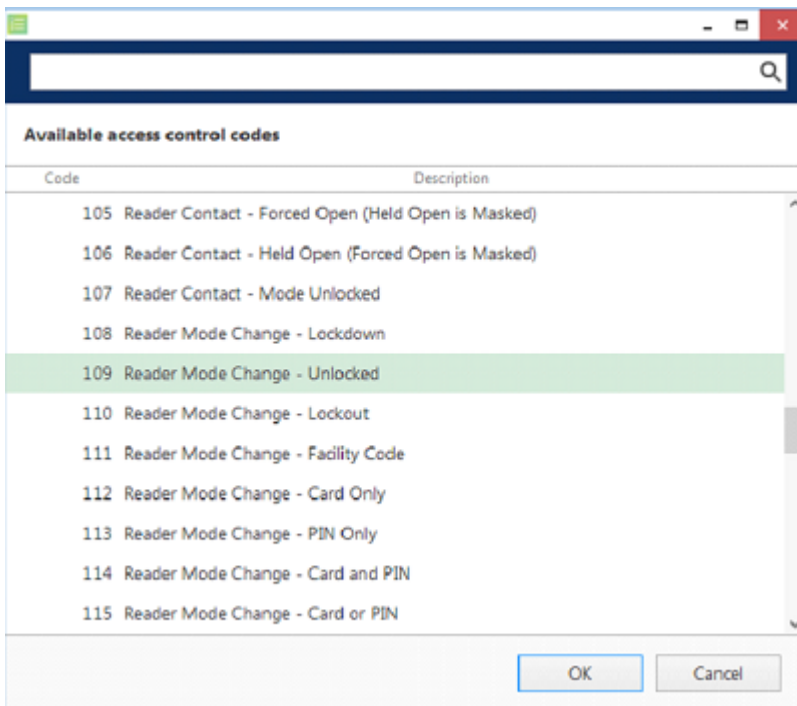 Available access control codes
Code Description
105 Reader Contact - Forced Open (Held Open is Masked)
106 Reader Contact - Held Open (Forced Open is Masked)
107 Reader Contact - Mode Unlocked
108 Reader Mode Change - Lockdown
109 Reader Mode Change - Unlocked
110 Reader Mode Change - Lockout
111 Reader Mode Change - Facility Code
112 Reader Mode Change - Card Only
113 Reader Mode Change - PIN Only
114 Reader Mode Change - Card and PIN
115 Reader Mode Change - Card or PIN
OK Cancel